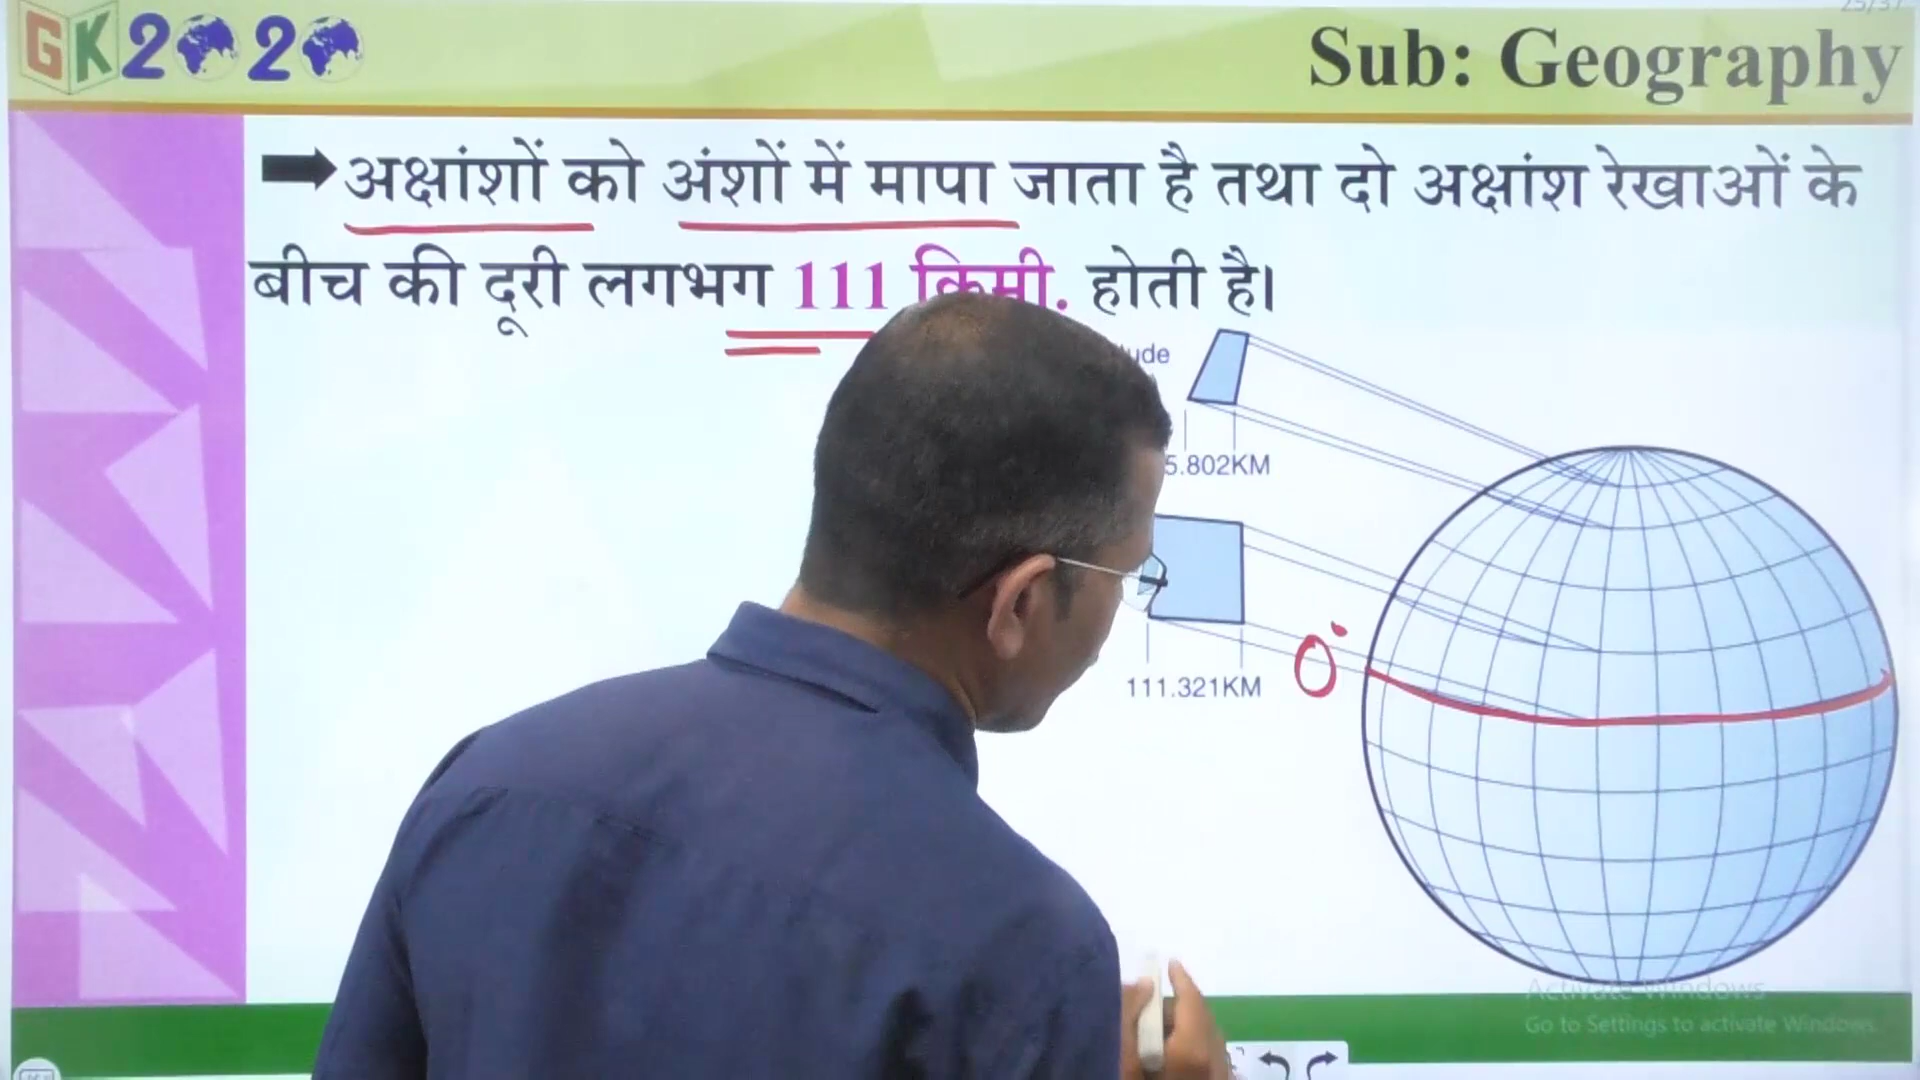 GK2020
Sub: Geography
➡अक्षांशों को अंशों में मापा जाता है तथा दो अक्षांश रेखाओं के
बीच की दूरी लगभग 111 किमी. होती है।
5.802KM
111.321KM
0°
Activate Windows
Go to Settings to activate Windows.